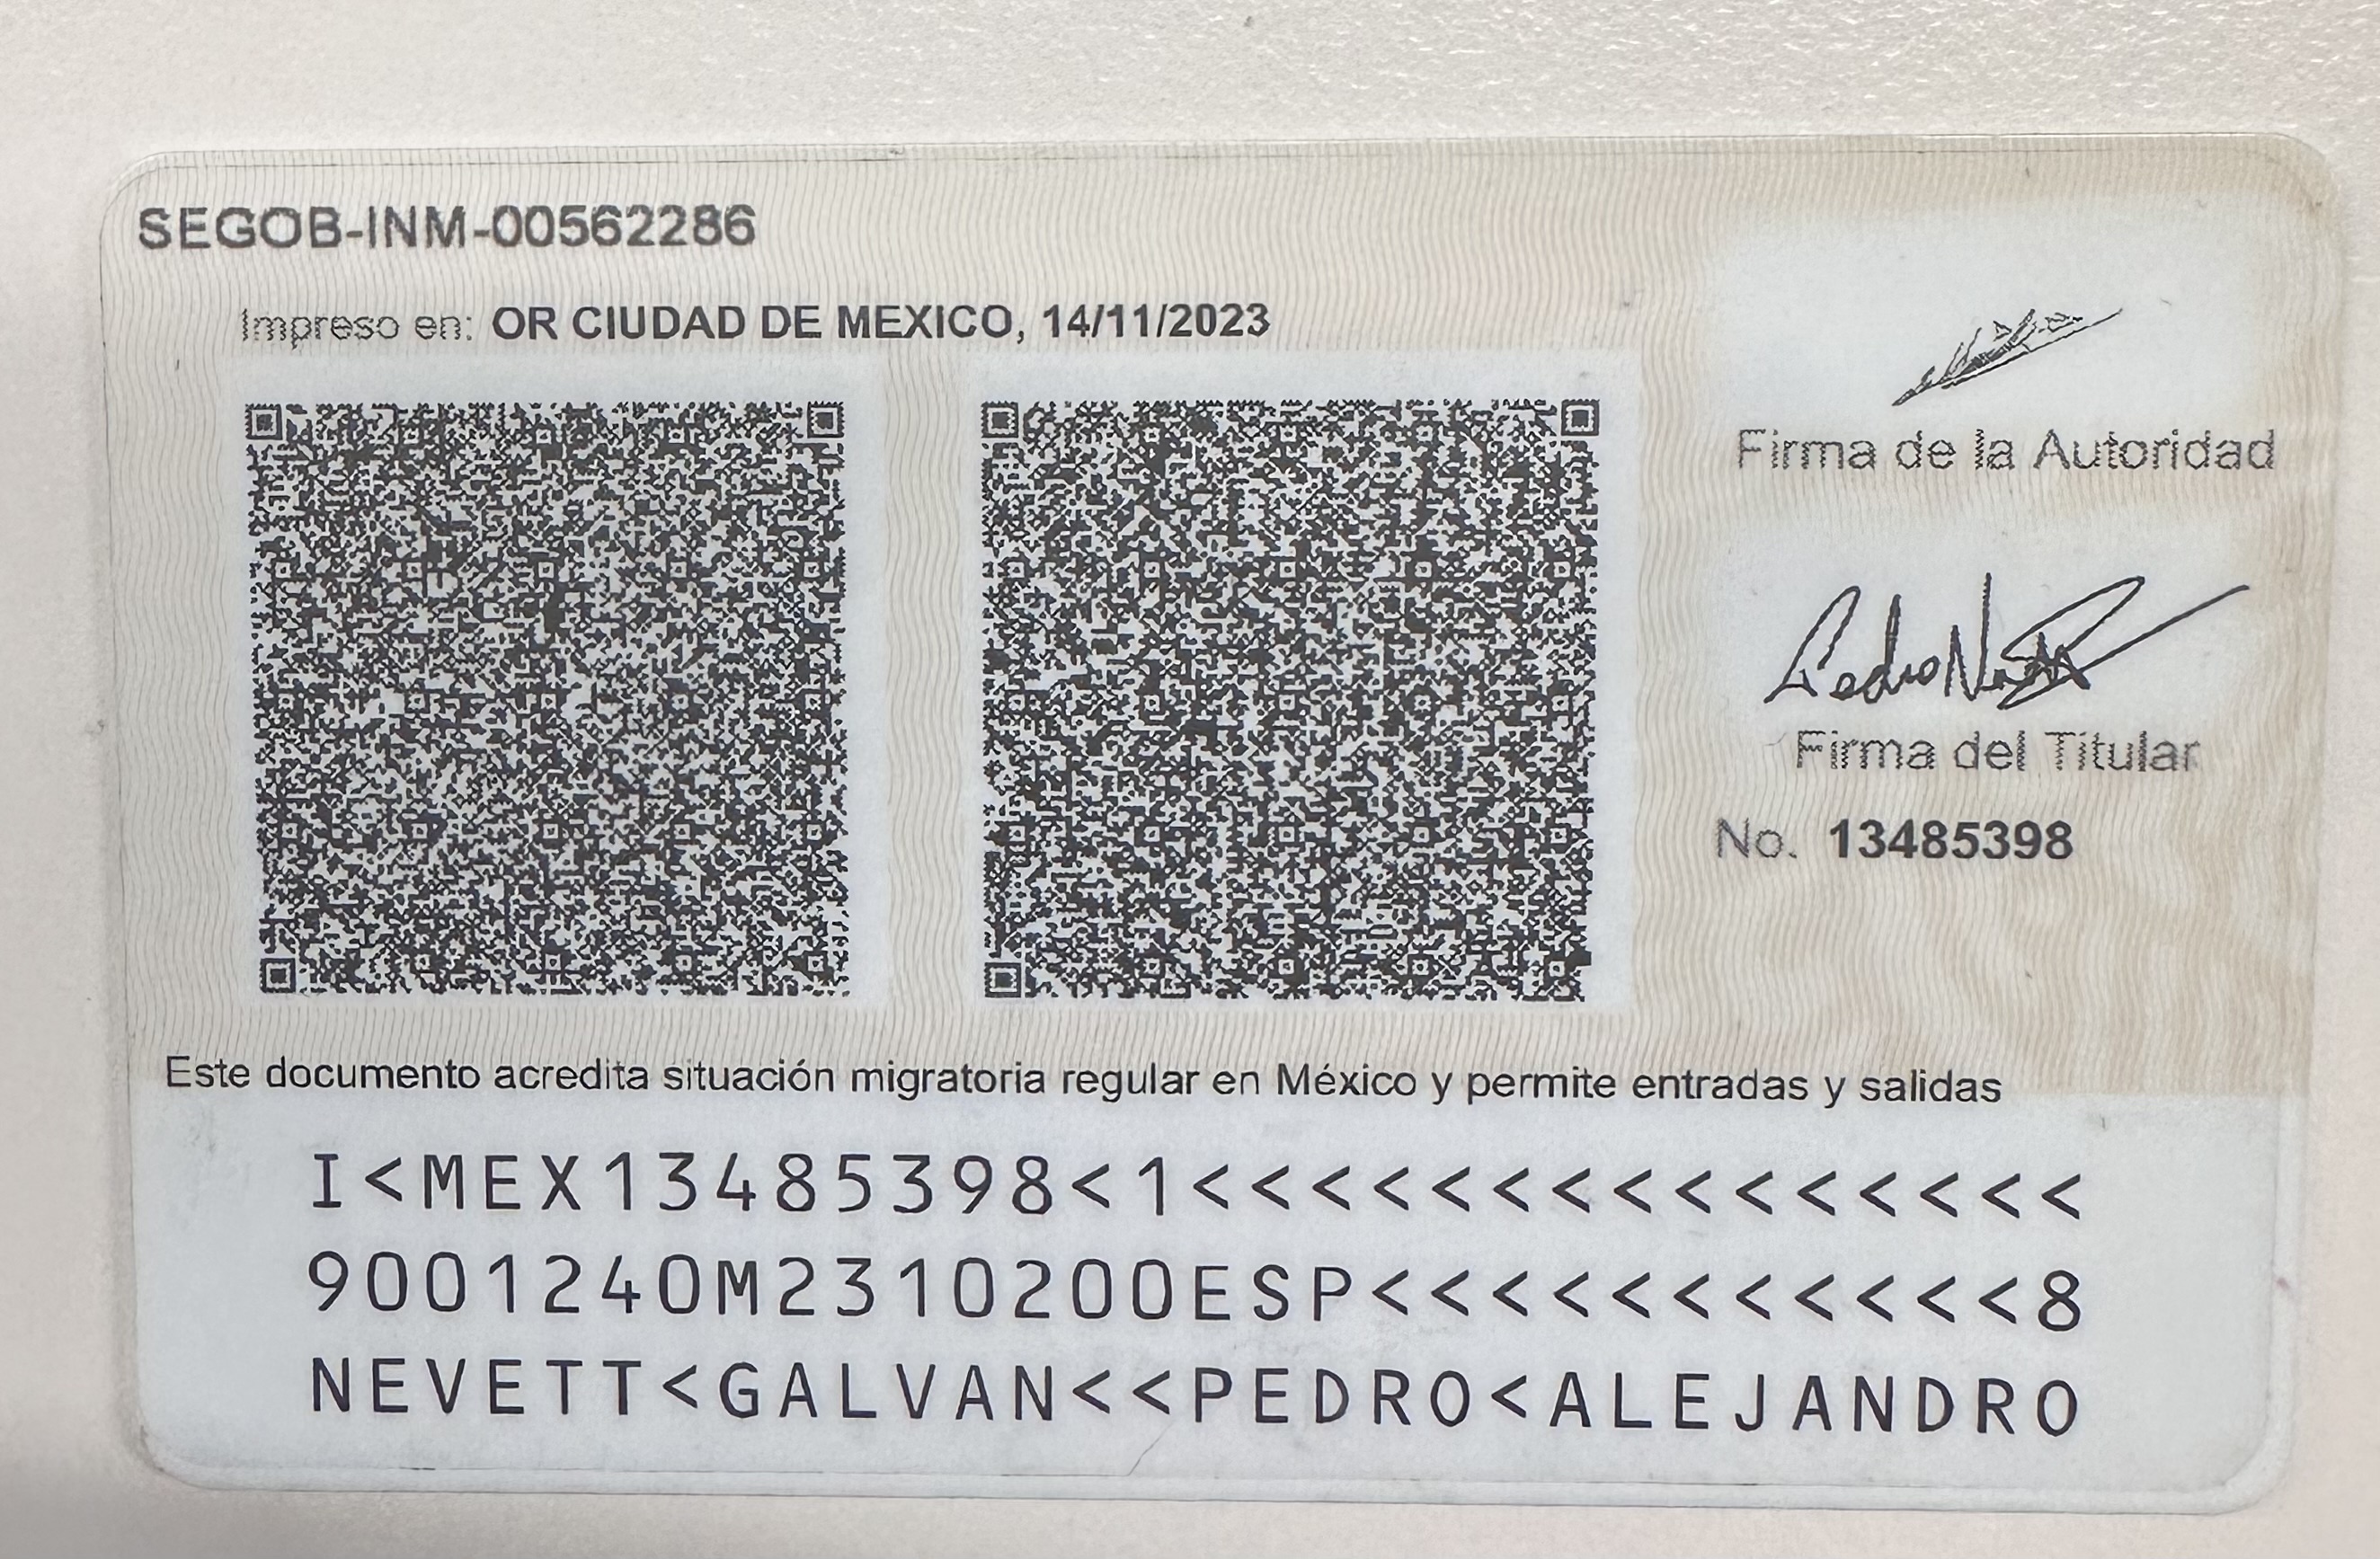 SEGOB-INM-00562286
Impreso en: OR CIUDAD DE MEXICO, 14/11/2023
Firma de la Autoridad
Pedro
Firma del Titular
No. 13485398
Este documento acredita situación migratoria regular en México y permite entradas y salidas
I<MEX13485398<1<<<<<<<<<<<<<<<
9001240M2310200ESP<<<<<<<<<<<8
NEVETT<GALVAN<<PEDRO<ALEJANDRO